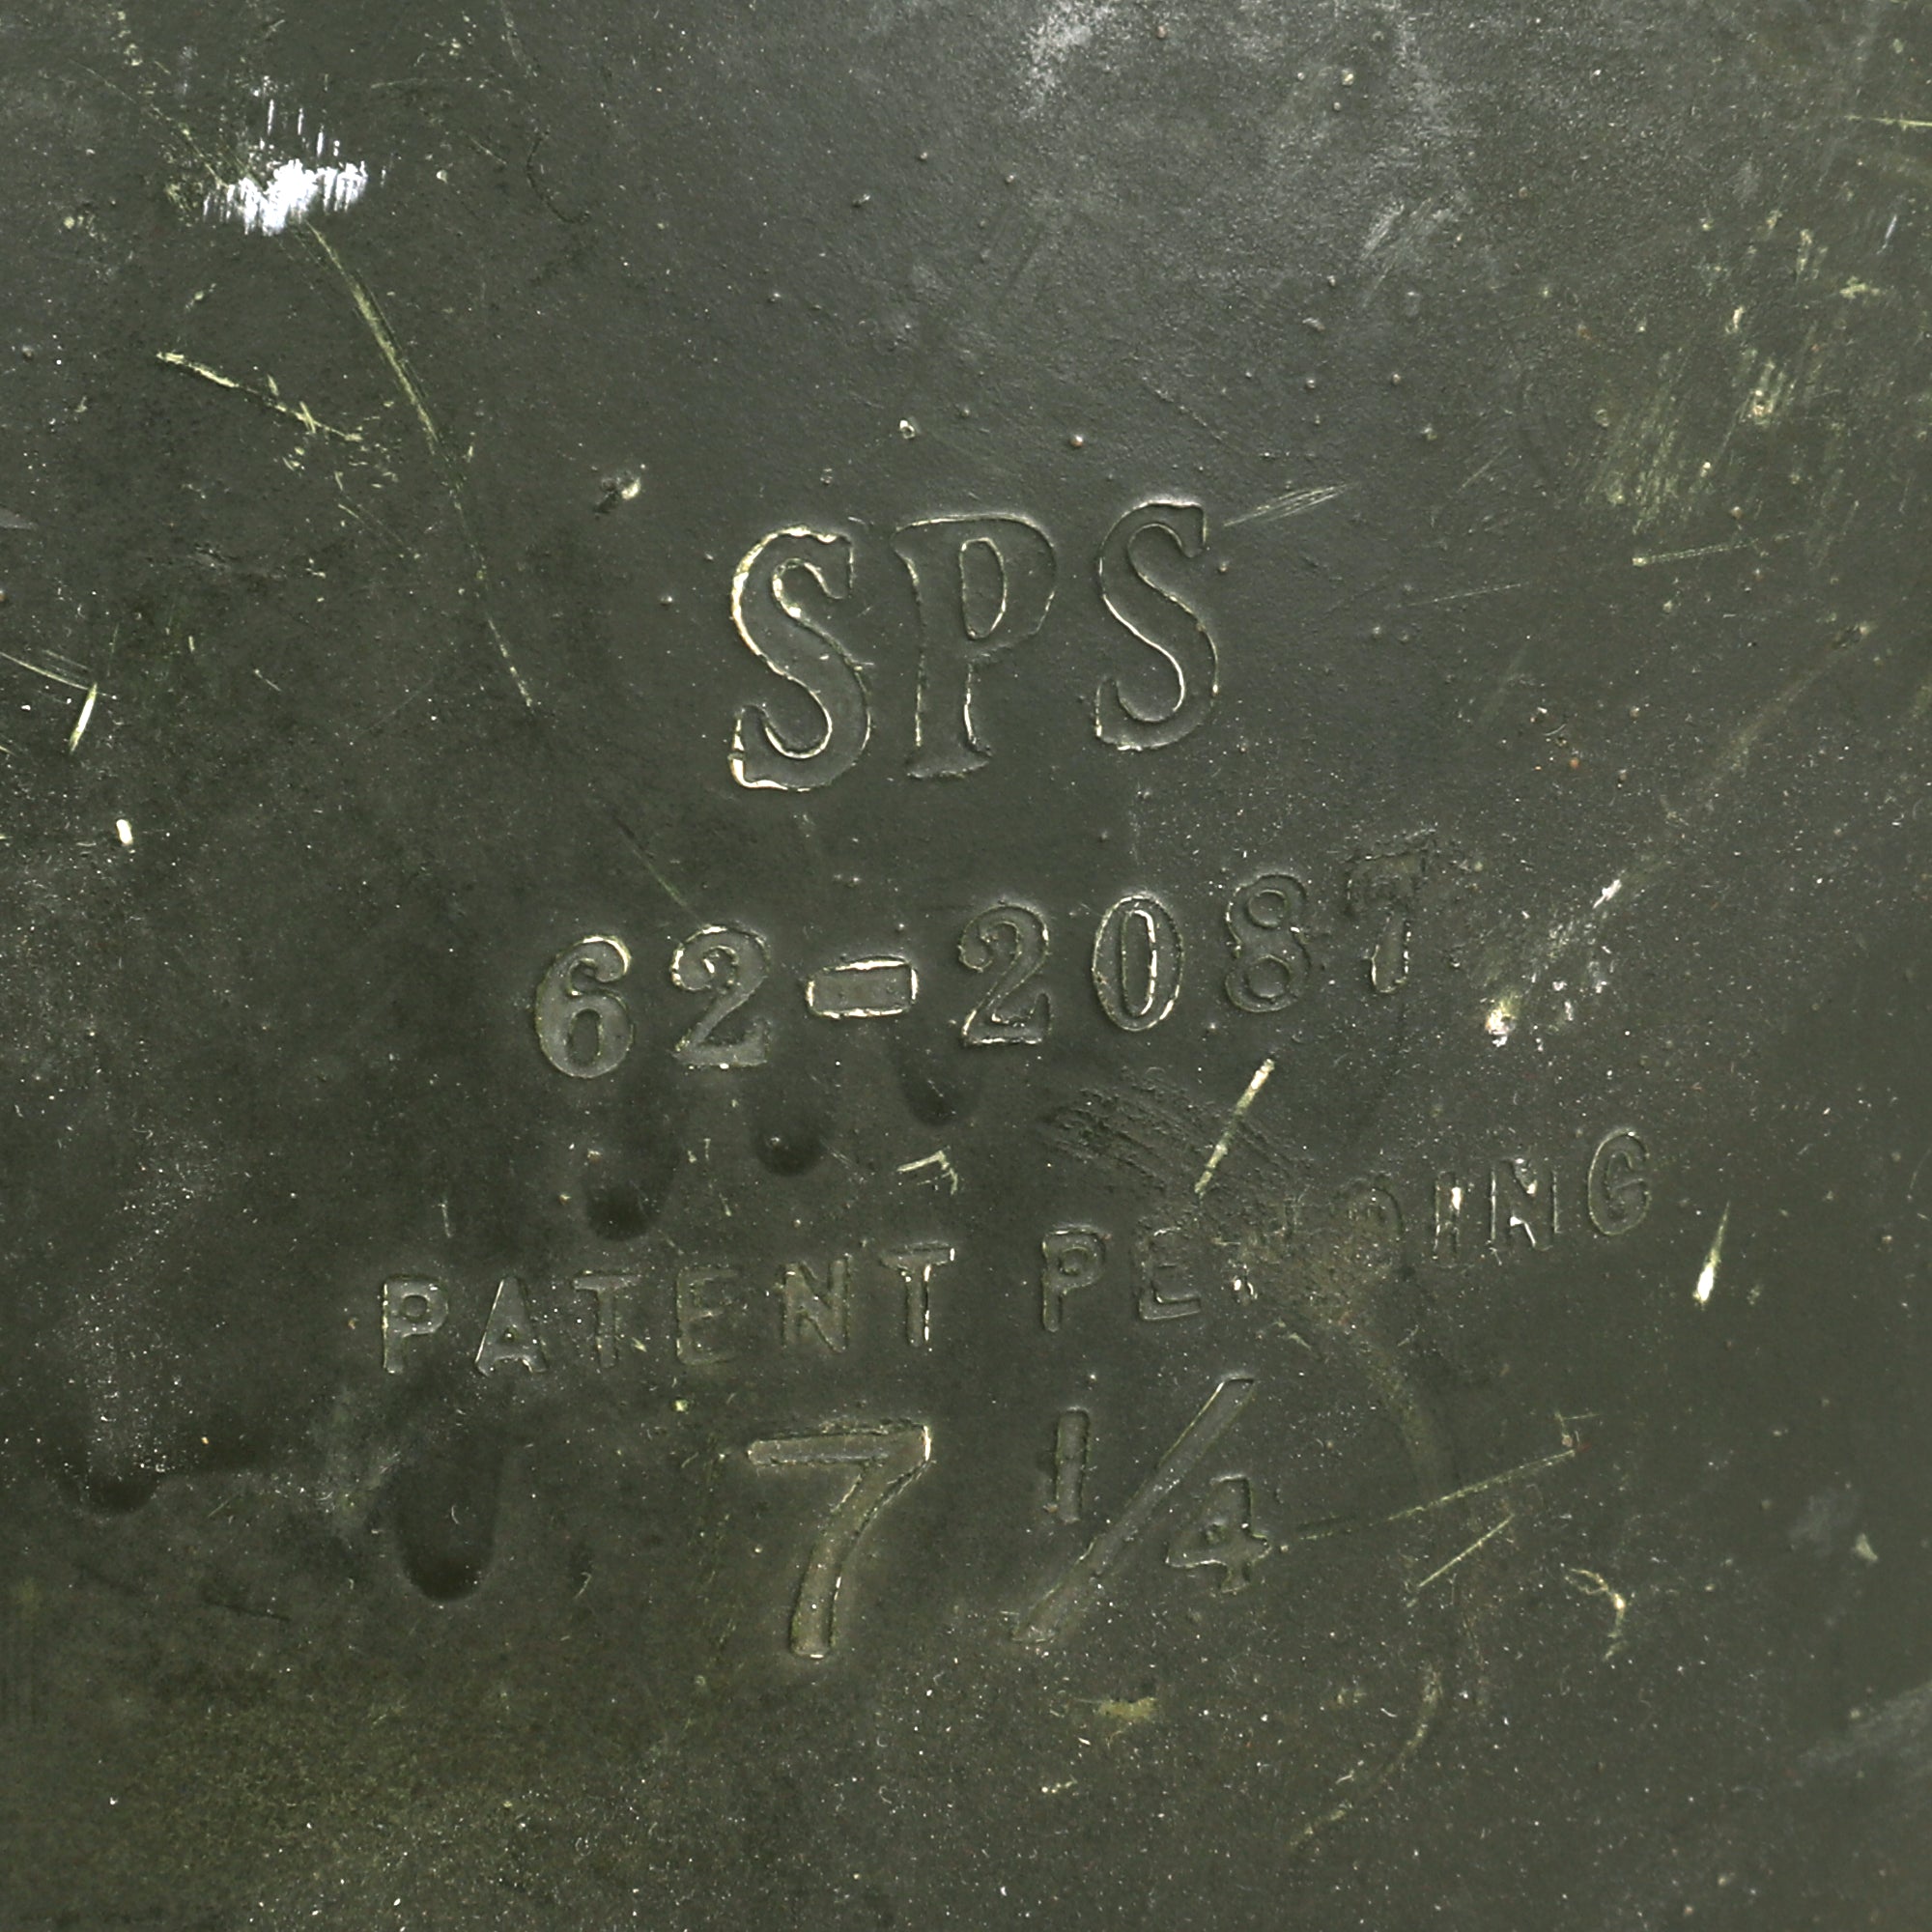 SPS
62-2087
PATENT PENDING
7 1/4